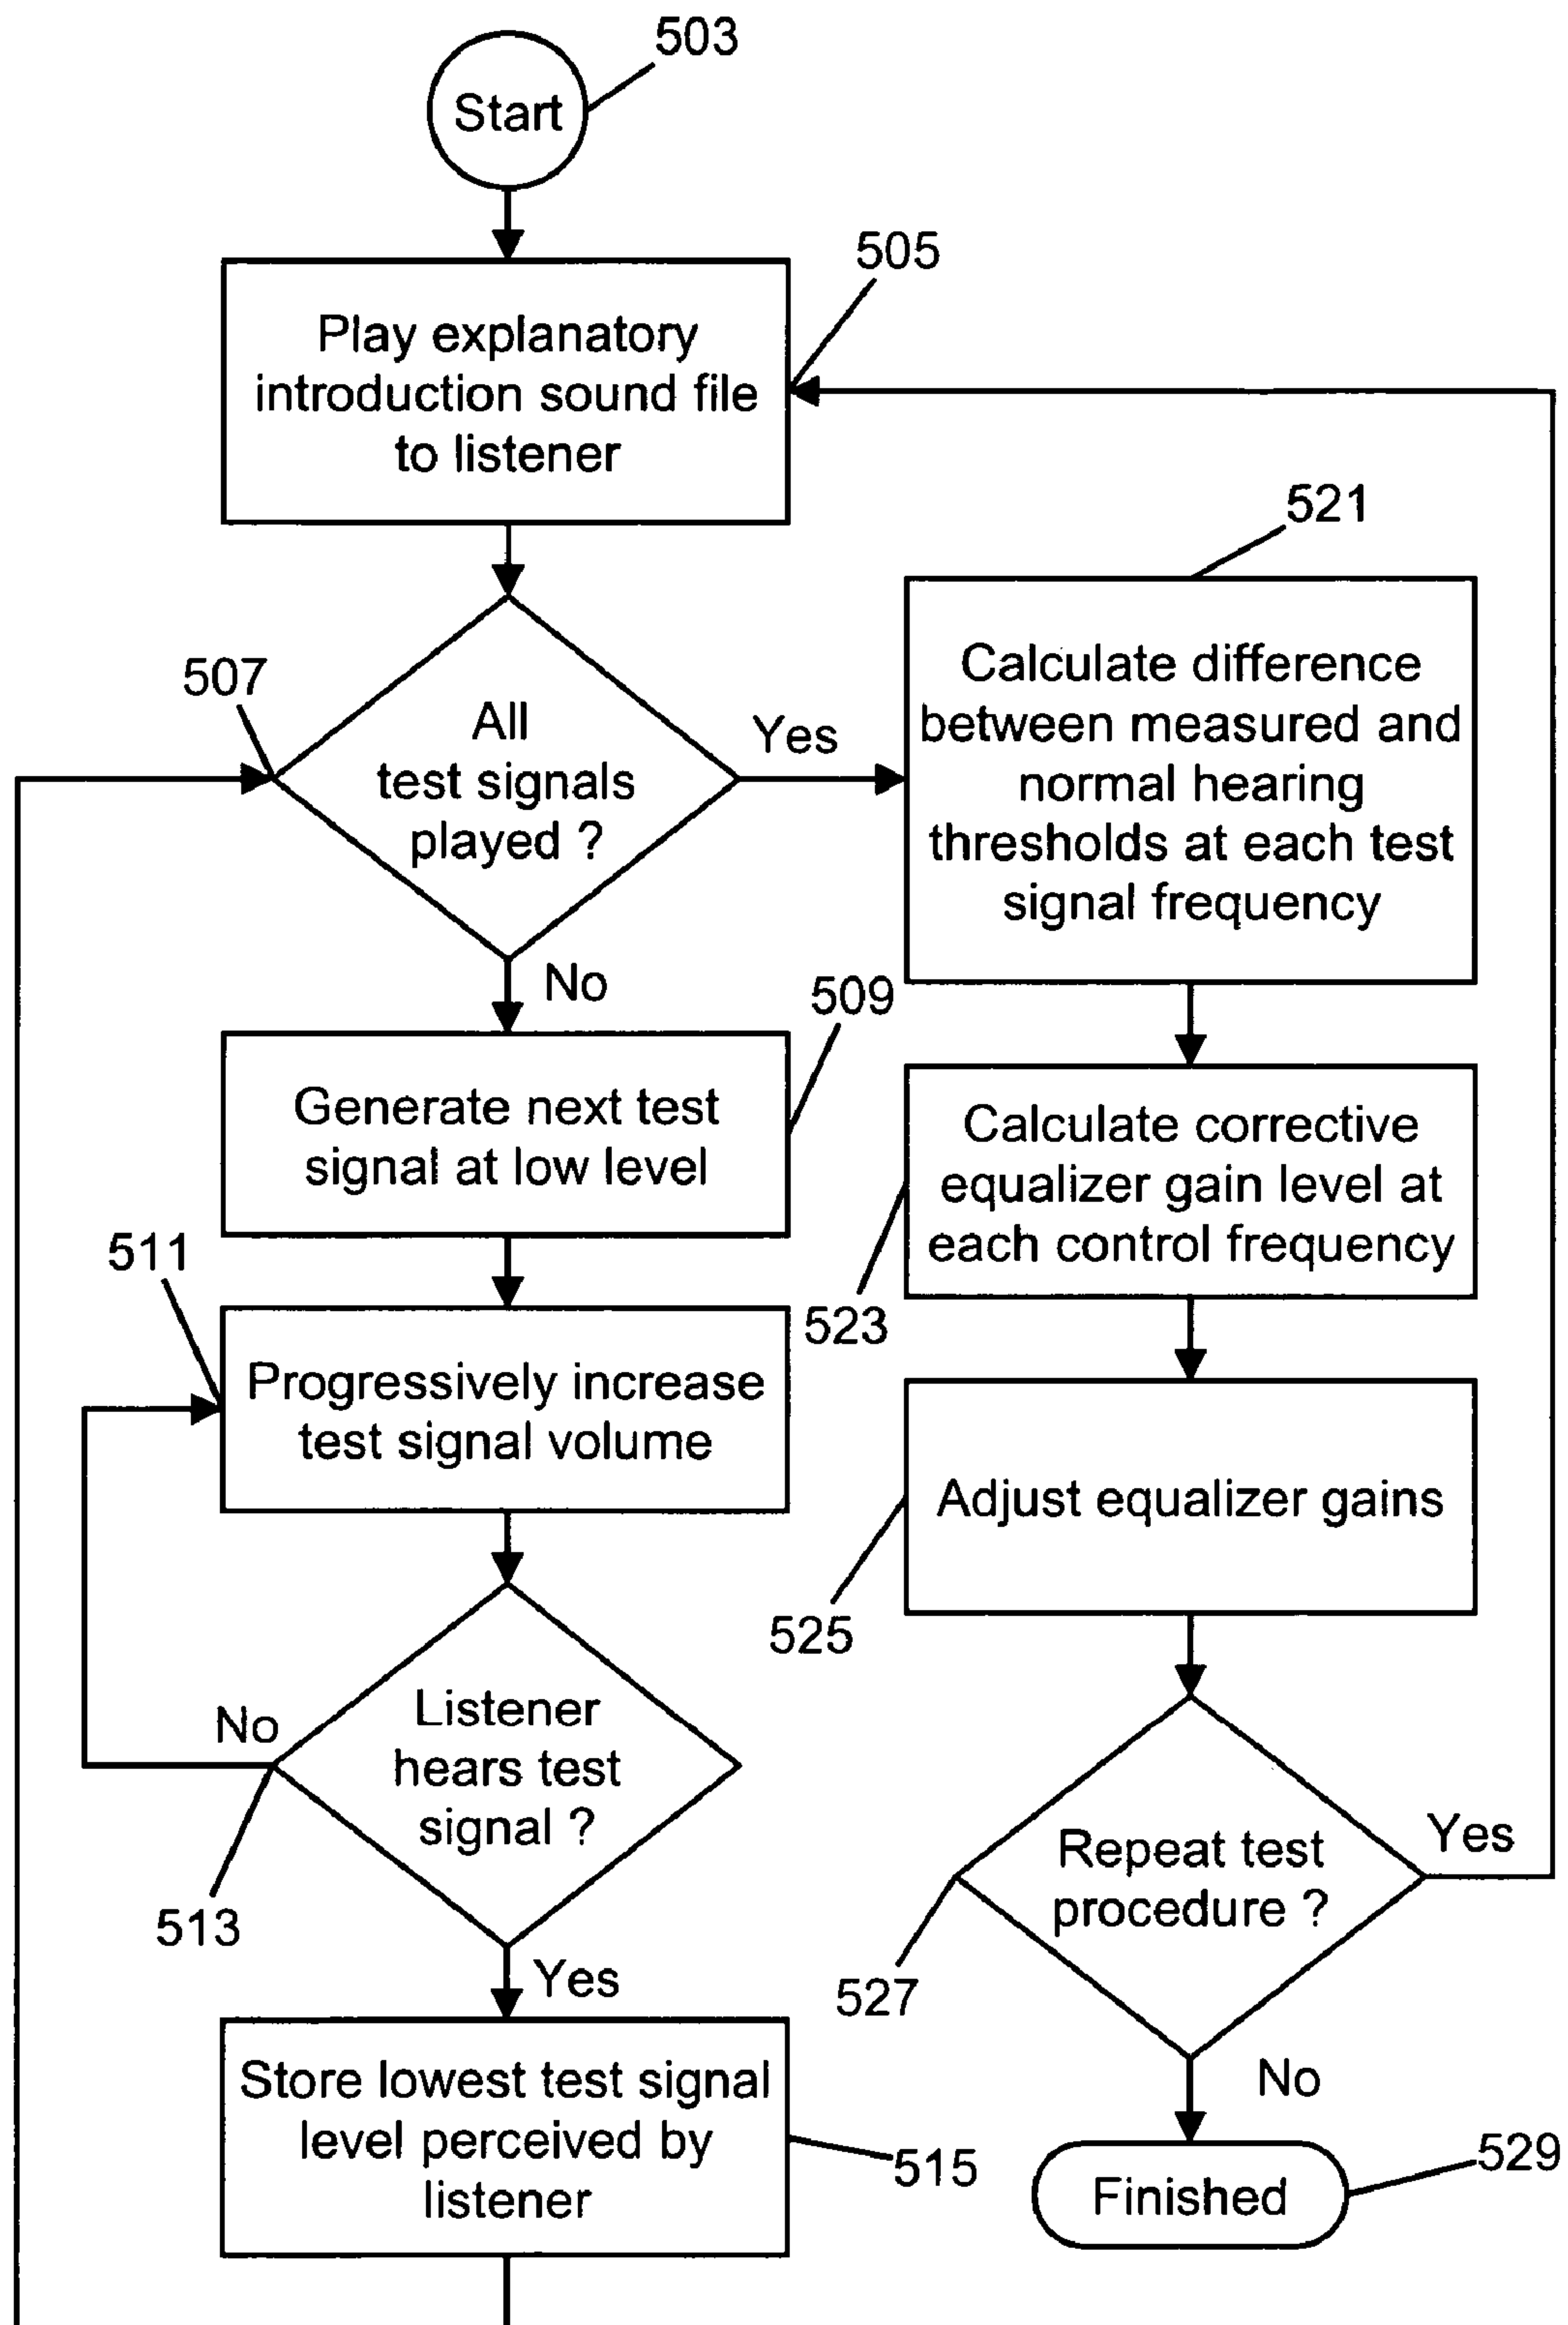 503
Start
505
Play explanatory
introduction sound file
to listener
521
507
All
test signals
played ?
Yes
Calculate difference
between measured and
normal hearing
thresholds at each test
signal frequency
No
509
Generate next test
signal at low level
Calculate corrective
equalizer gain level at
each control frequency
511
523
Progressively increase
test signal volume
Adjust equalizer gains
525
No
Listener
hears test
signal ?
Repeat test
procedure ?
Yes
513
Yes
527
Store lowest test signal
level perceived by
listener
No
515
Finished
529